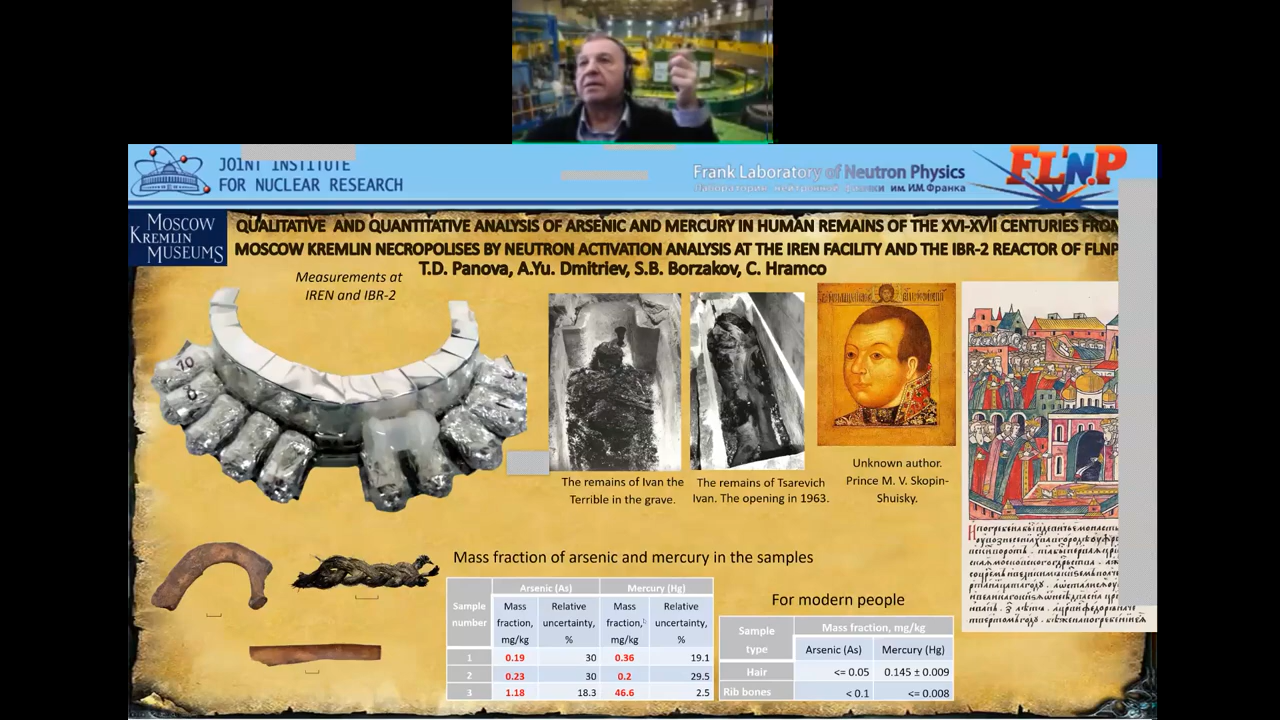 JOINT INSTITUTE
FOR NUCLEAR RESEARCH
Frank Laboratory of Neutron Physics
Лаборатория нейтронной физики им. И.М. Франка
FLNP
MOSCOW
KREMLIN
MUSEUMS
QUALITATIVE AND QUANTITATIVE ANALYSIS OF ARSENIC AND MERCURY IN HUMAN REMAINS OF THE XVI-XVII CENTURIES FROM
MOSCOW KREMLIN NECROPOLISES BY NEUTRON ACTIVATION ANALYSIS AT THE IREN FACILITY AND THE IBR-2 REACTOR OF FLNP
T.D. Panova, A.Yu. Dmitriev, S.B. Borzakov, C. Hramco
Measurements at
IREN and IBR-2
10
The remains of Ivan the
Terrible in the grave.
The remains of Tsarevich
Ivan. The opening in 1963.
Unknown author.
Prince M. V. Skopin-
Shuisky.
Mass fraction of arsenic and mercury in the samples
Sample number Arsenic (As) Mercury (Hg)
Mass fraction, mg/kg Relative uncertainty, % Mass fraction, mg/kg Relative uncertainty, %
1 0.19 30 0.36 19.1
2 0.23 30 0.2 29.5
3 1.18 18.3 46.6 2.5
For modern people
Sample type Mass fraction, mg/kg
Arsenic (As) Mercury (Hg)
Hair <= 0.05 0.145 ± 0.009
Rib bones < 0.1 <= 0.008